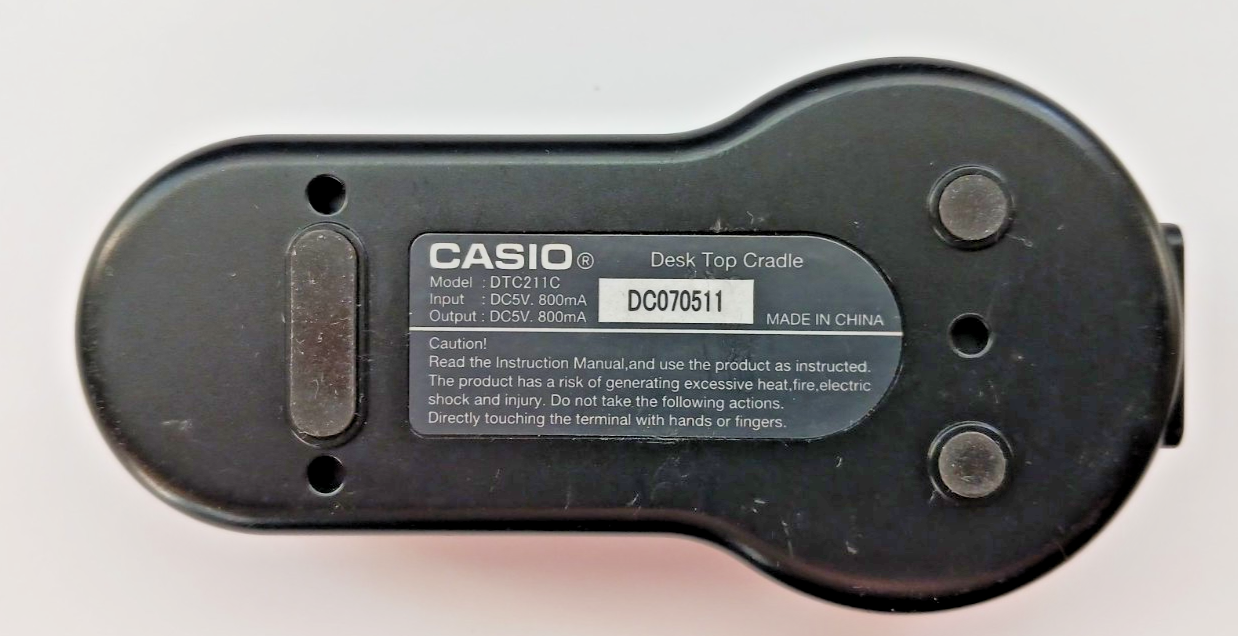 CASIO® Desk Top Cradle
Model : DTC211C
Input : DC5V. 800mA
DC070511
Output : DC5V. 800mA MADE IN CHINA
Caution!
Read the Instruction Manual,and use the product as instructed.
The product has a risk of generating excessive heat,fire,electric
shock and injury. Do not take the following actions.
Directly touching the terminal with hands or fingers.